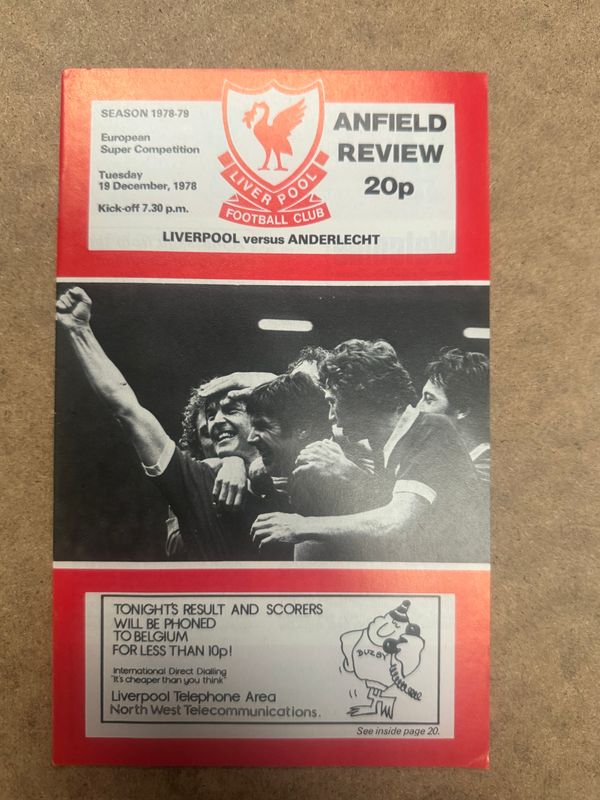 SEASON 1978-79
European
Super Competition
Tuesday
19 December, 1978
Kick-off 7.30 p.m.
LIVERPOOL
FOOTBALL CLUB
ANFIELD
REVIEW
20p
LIVERPOOL versus ANDERLECHT
TONIGHT'S RESULT AND SCORERS
WILL BE PHONED
TO BELGIUM
FOR LESS THAN 10p!
International Direct Dialling
"It's cheaper than you think"
Liverpool Telephone Area
North West Telecommunications.
BUZBY
See inside page 20.